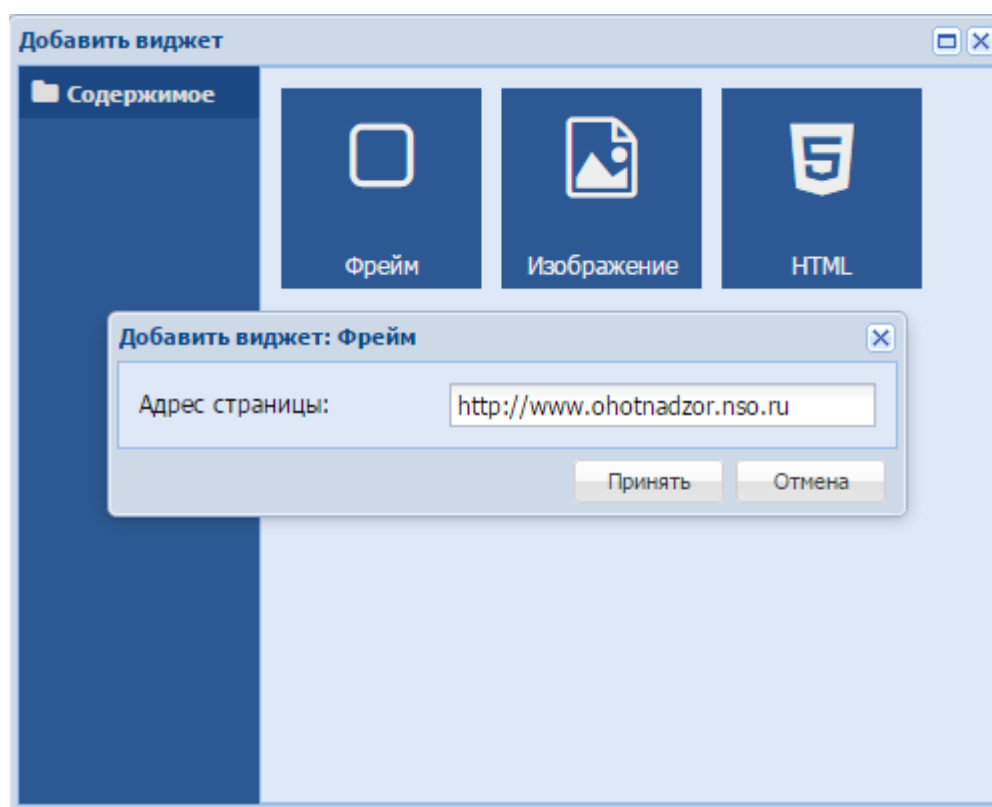 Добавить виджет
Содержимое
Фрейм
Изображение
HTML
Добавить виджет: Фрейм
Адрес страницы:
http://www.ohotnadzor.nso.ru
Принять
Отмена